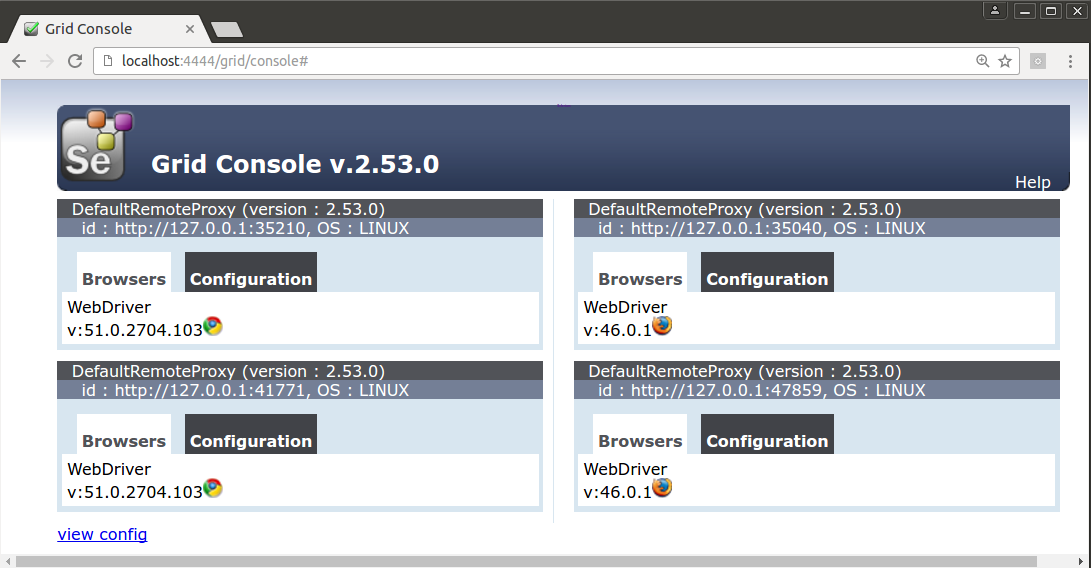 Grid Console
localhost:4444/grid/console#
Se
Grid Console v.2.53.0
Help
DefaultRemoteProxy (version : 2.53.0)
id : http://127.0.0.1:35210, OS : LINUX
Browsers
Configuration
WebDriver
v:51.0.2704.103
DefaultRemoteProxy (version : 2.53.0)
id : http://127.0.0.1:41771, OS : LINUX
Browsers
Configuration
WebDriver
v:51.0.2704.103
DefaultRemoteProxy (version : 2.53.0)
id : http://127.0.0.1:35040, OS : LINUX
Browsers
Configuration
WebDriver
v:46.0.1
DefaultRemoteProxy (version : 2.53.0)
id : http://127.0.0.1:47859, OS : LINUX
Browsers
Configuration
WebDriver
v:46.0.1
view config